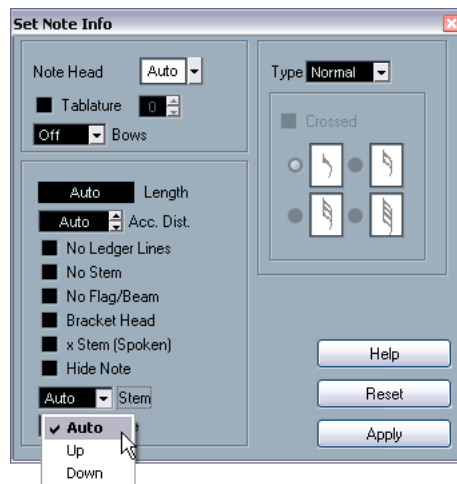 Set Note Info
Note Head Auto
Tablature 0
Off Bows
Auto Length
Auto Acc. Dist.
No Ledger Lines
No Stem
No Flag/Beam
Bracket Head
x Stem (Spoken)
Hide Note
Auto Stem
Auto
Up
Down
Type Normal
Crossed
Help
Reset
Apply